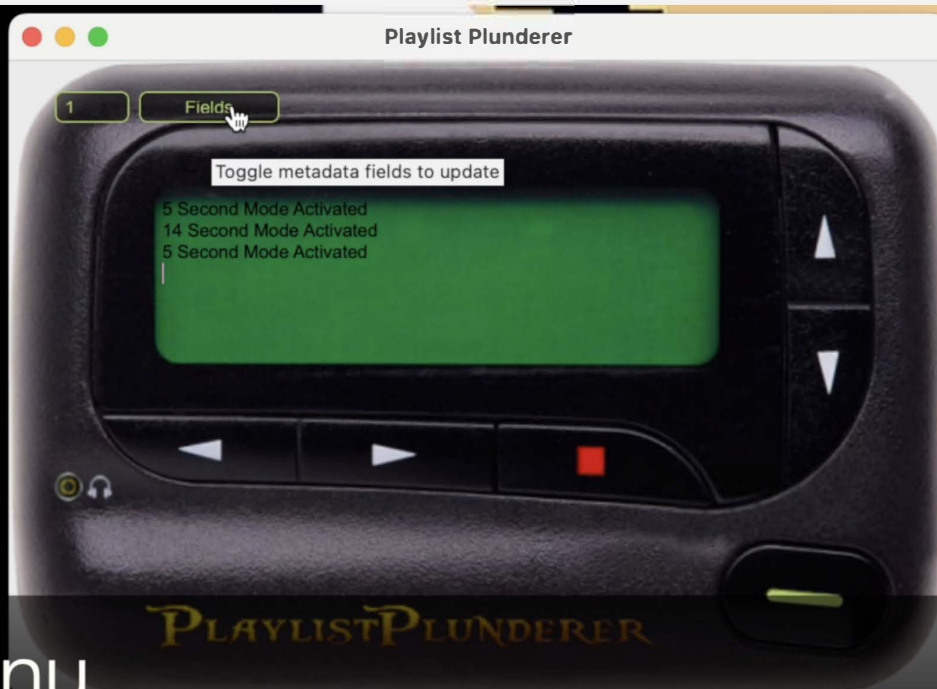 Playlist Plunderer
1
Fields
Toggle metadata fields to update
5 Second Mode Activated
14 Second Mode Activated
5 Second Mode Activated
PLAYLISTPLUNDERER
nu